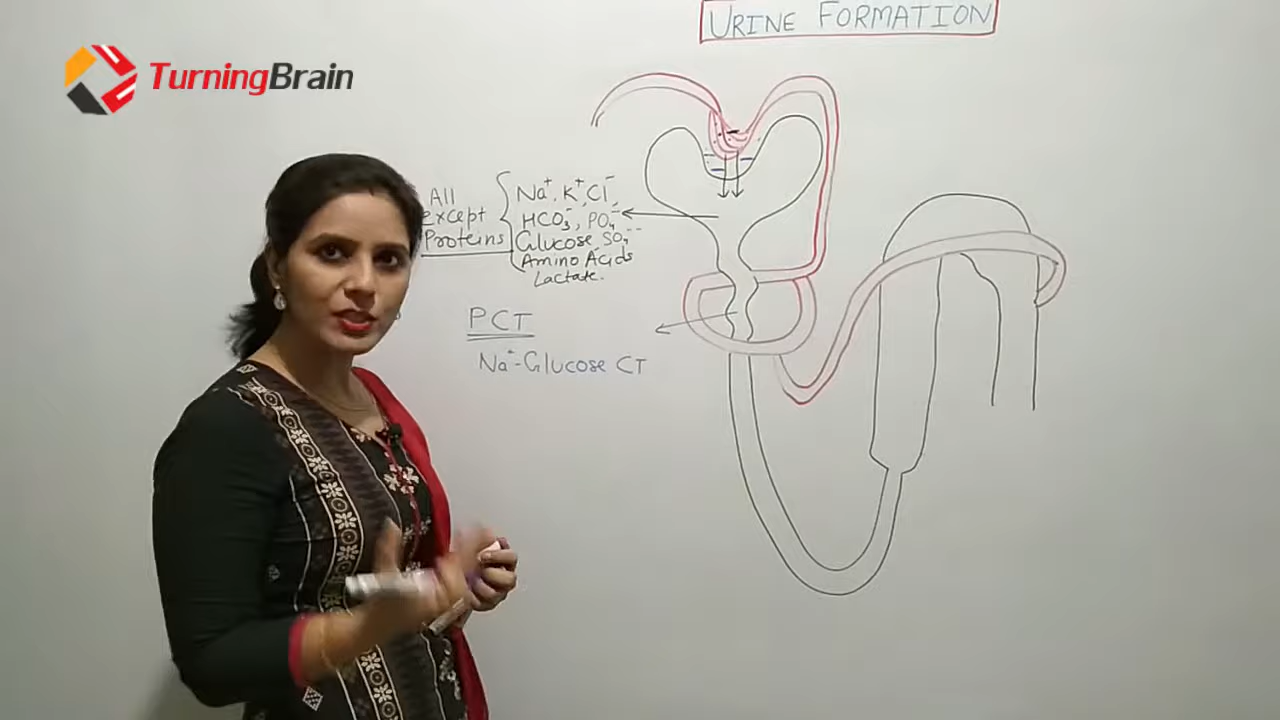 URINE FORMATION
TurningBrain
All
except
Proteins
Na⁺, K⁺, Cl⁻,
HCO₃⁻, PO₄⁻
Glucose SO₄⁻⁻
Amino Acids
Lactate.
PCT
Na⁺-Glucose CT